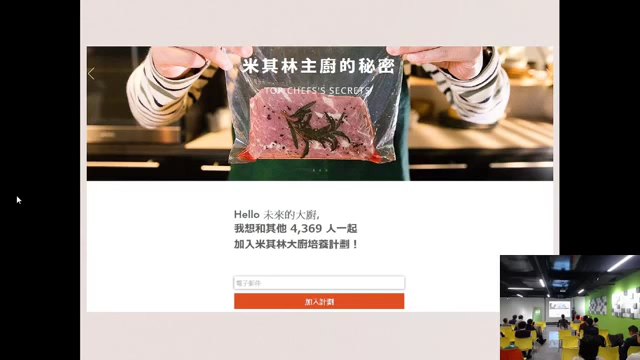 米其林主廚的秘密
TOP CHEFS'S SECRETS
Hello 未來的大廚,
我想和其他 4,369 人一起
加入米其林大廚培養計劃！
電子郵件
加入計劃